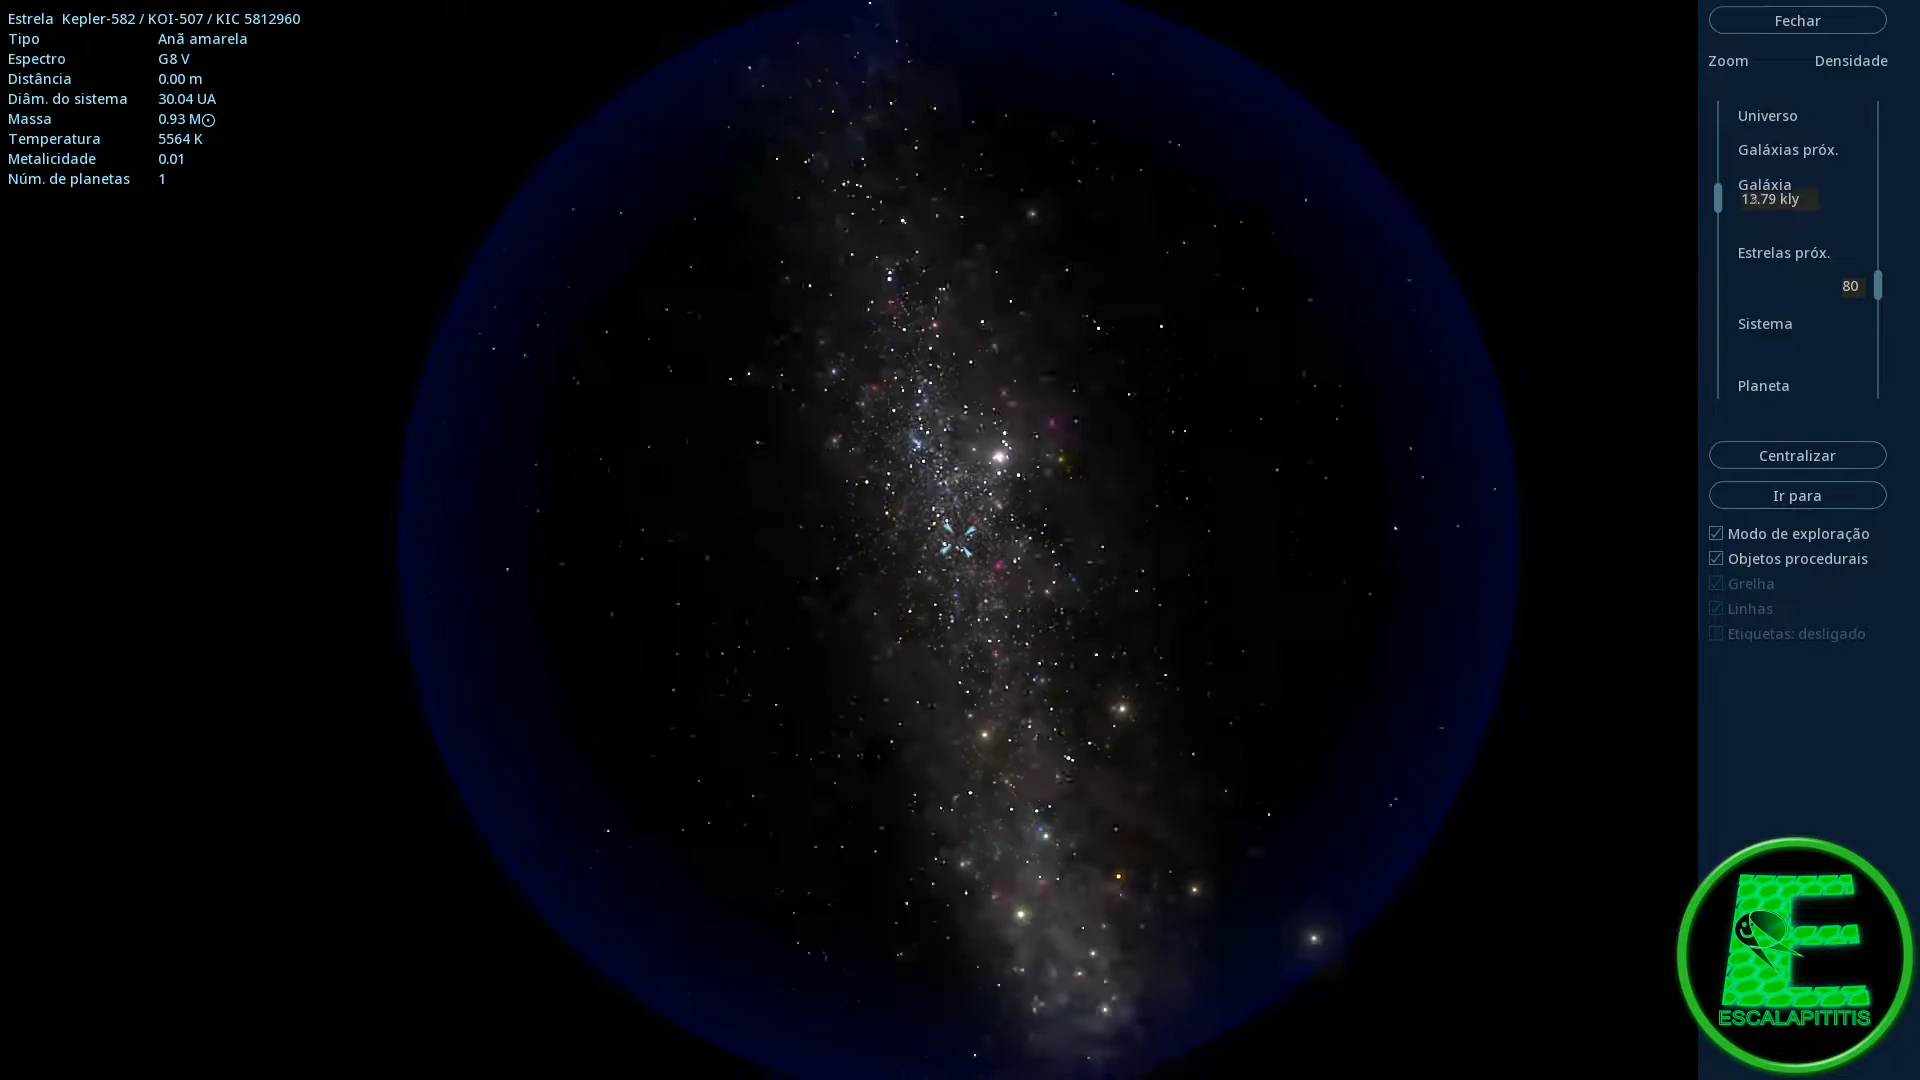 Estrela Kepler-582 / KOI-507 / KIC 5812960
Tipo Anã amarela
Espectro G8 V
Distância 0.00 m
Diâm. do sistema 30.04 UA
Massa 0.93 M☉
Temperatura 5564 K
Metalicidade 0.01
Núm. de planetas 1
Fechar
Zoom Densidade
Universo
Galáxias próx.
Galáxia
13.79 kly
Estrelas próx.
80
Sistema
Planeta
Centralizar
Ir para
Modo de exploração
Objetos procedurais
Grelha
Linhas
Etiquetas: desligado
E
ESCALAPITITIS